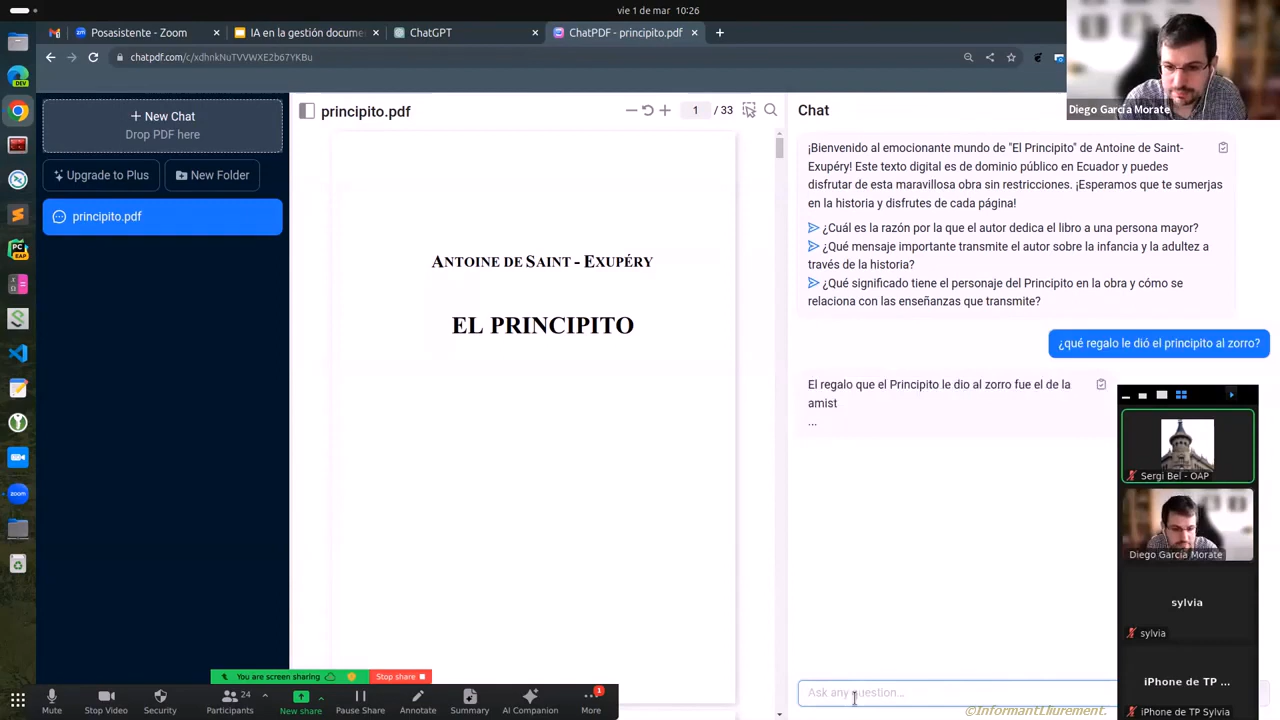 vie 1 de mar 10:26
Posasistente - Zoom
IA en la gestión docume
ChatGPT
ChatPDF - principito.pdf
chatpdf.com/c/xdhnkNuTVVWXE2b67YKBu
Diego García Morate
New Chat
Drop PDF here
Upgrade to Plus
New Folder
principito.pdf
principito.pdf
1 / 33
ANTOINE DE SAINT - EXUPÉRY
EL PRINCIPITO
Chat
¡Bienvenido al emocionante mundo de "El Principito" de Antoine de Saint-
Exupéry! Este texto digital es de dominio público en Ecuador y puedes
disfrutar de esta maravillosa obra sin restricciones. ¡Esperamos que te sumerjas
en la historia y disfrutes de cada página!
¿Cuál es la razón por la que el autor dedica el libro a una persona mayor?
¿Qué mensaje importante transmite el autor sobre la infancia y la adultez a
través de la historia?
¿Qué significado tiene el personaje del Principito en la obra y cómo se
relaciona con las enseñanzas que transmite?
¿qué regalo le dió el principito al zorro?
El regalo que el Principito le dio al zorro fue el de la
amist
...
Sergi Bel - OAP
Diego García Morate
sylvia
sylvia
iPhone de TP ...
iPhone de TP Sylvia
Ask any question...
©InformantLliurement.
You are screen sharing
Stop share
Mute
Stop Video
Security
Participants
24
New share
Pause Share
Annotate
Summary
AI Companion
More
1
DEV
PC
EAP
zoom